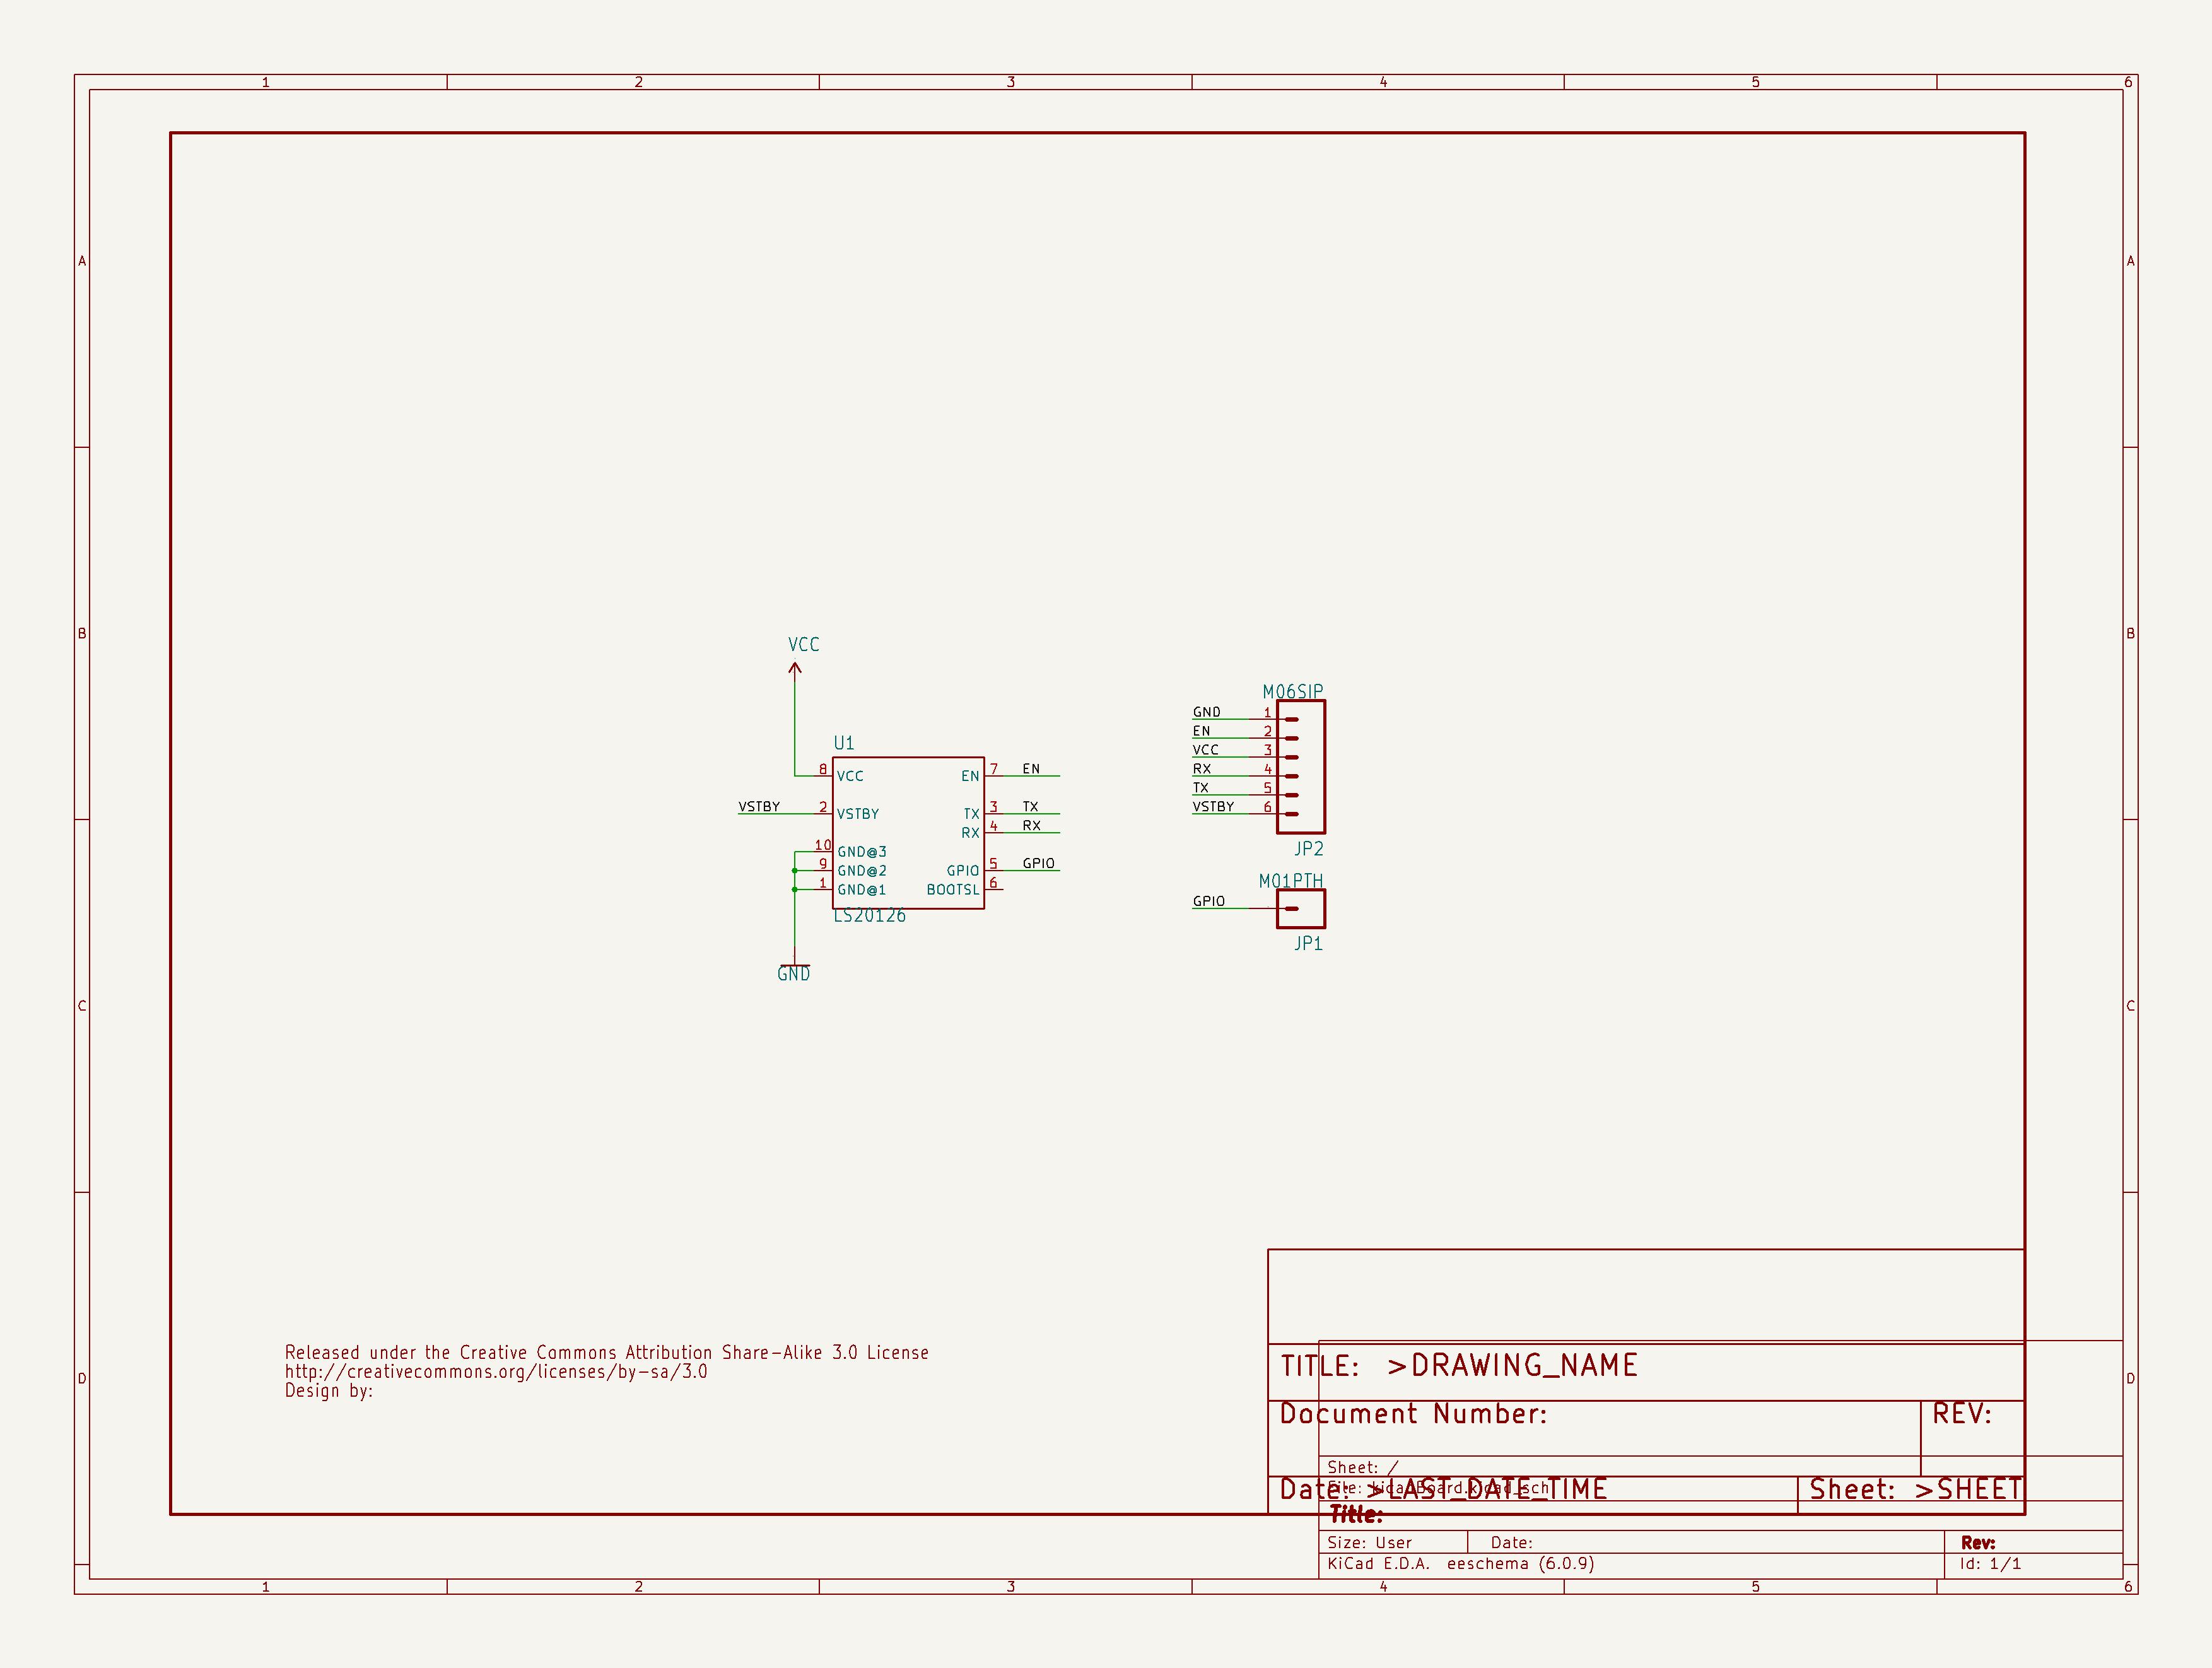 1 2 3 4 5 6
A A
VCC
B B
M06SIP
GND 1
EN 2
U1
VCC 3
8 VCC EN 7 EN
RX 4
TX 5
VSTBY 2 VSTBY TX 3 TX
VSTBY 6
RX 4 RX
10 GND@3
JP2
9 GND@2 GPIO 5 GPIO
1 GND@1 BOOTSL 6
M01PTH
GPIO
LS20126
JP1
GND
C C
Released under the Creative Commons Attribution Share-Alike 3.0 License
http://creativecommons.org/licenses/by-sa/3.0
Design by:
TITLE: >DRAWING_NAME
D D
Document Number: REV:
Sheet: /
File: kicadBoard.kicad_sch
Date: >LAST_DATE_TIME Sheet: >SHEET
Title:
Size: User Date: Rev:
KiCad E.D.A. eeschema (6.0.9) Id: 1/1
1 2 3 4 5 6